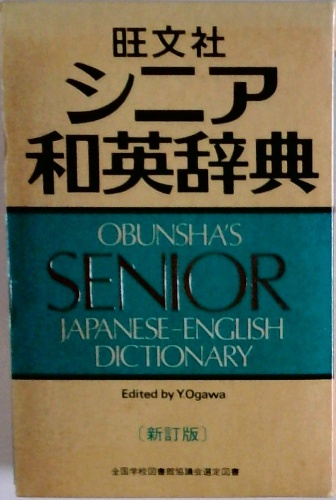 旺文社
シニア
和英辞典
OBUNSHA'S
SENIOR
JAPANESE-ENGLISH
DICTIONARY
Edited by Y.Ogawa
〔新訂版〕
全国学校図書館協議会選定図書